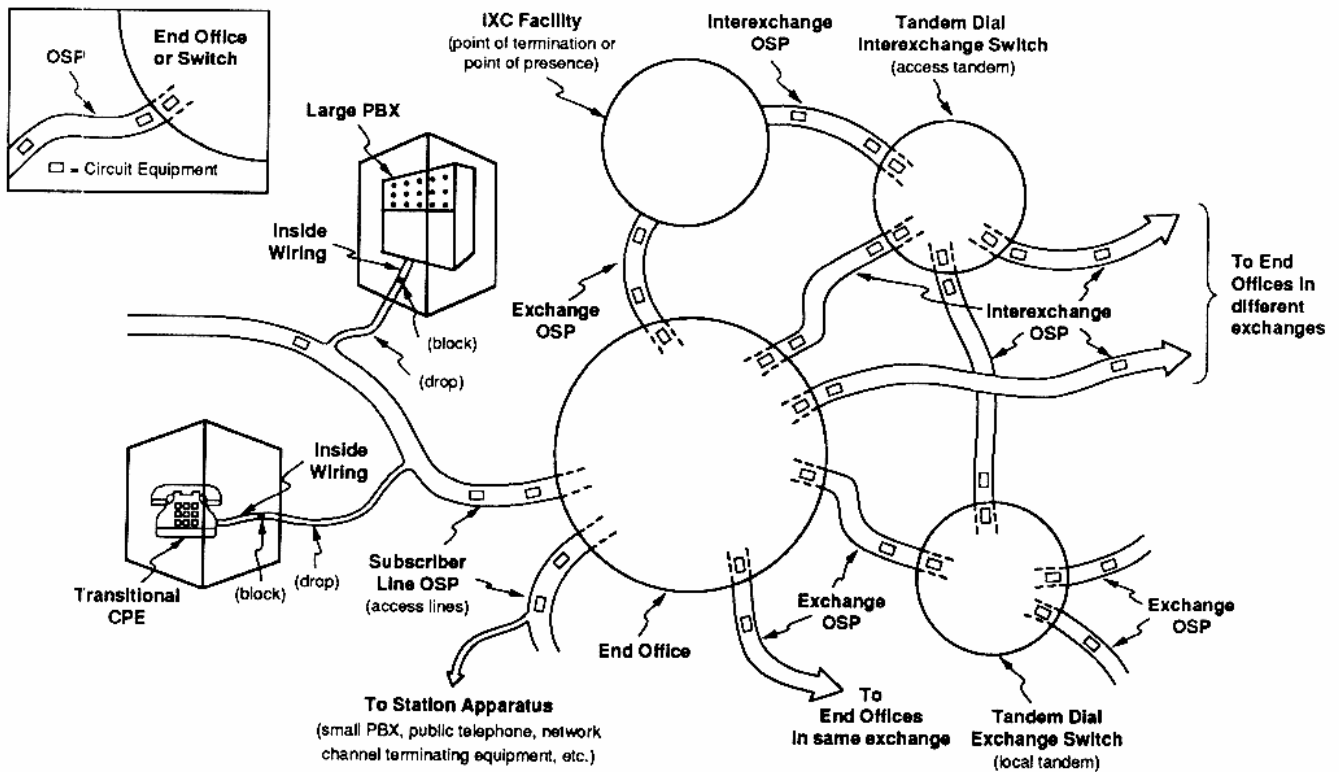 End Office
or Switch
OSP
= Circuit Equipment
IXC Facility
(point of termination or
point of presence)
Interexchange
OSP
Tandem Dial
Interexchange Switch
(access tandem)
Large PBX
Inside
Wiring
(block)
(drop)
Exchange
OSP
Interexchange
OSP
To End
Offices in
different
exchanges
Inside
Wiring
Transitional
CPE
(block)
(drop)
Subscriber
Line OSP
(access lines)
End Office
Exchange
OSP
Exchange
OSP
To Station Apparatus
(small PBX, public telephone, network
channel terminating equipment, etc.)
To
End Offices
in same exchange
Tandem Dial
Exchange Switch
(local tandem)